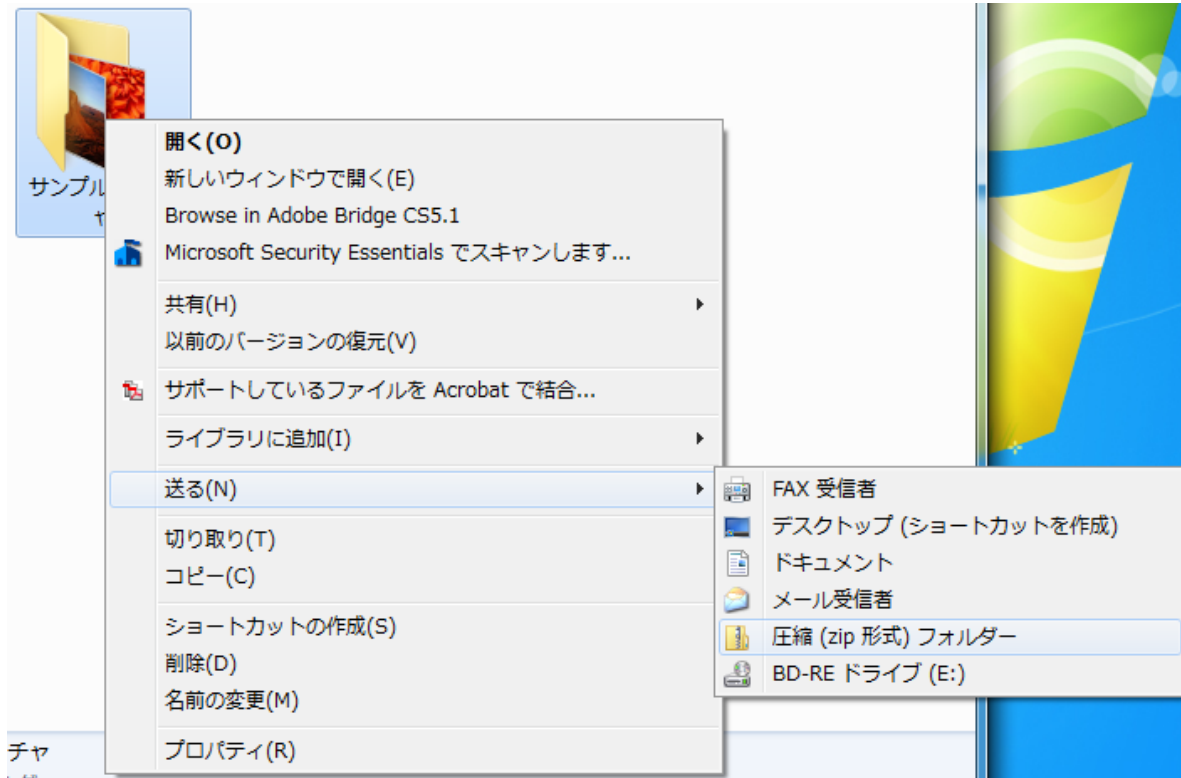 サンプル
開く(O)
新しいウィンドウで開く(E)
Browse in Adobe Bridge CS5.1
Microsoft Security Essentials でスキャンします...
共有(H)
以前のバージョンの復元(V)
サポートしているファイルを Acrobat で結合...
ライブラリに追加(I)
送る(N)
切り取り(T)
コピー(C)
ショートカットの作成(S)
削除(D)
名前の変更(M)
プロパティ(R)
FAX 受信者
デスクトップ (ショートカットを作成)
ドキュメント
メール受信者
圧縮 (zip 形式) フォルダー
BD-RE ドライブ (E:)
チャ